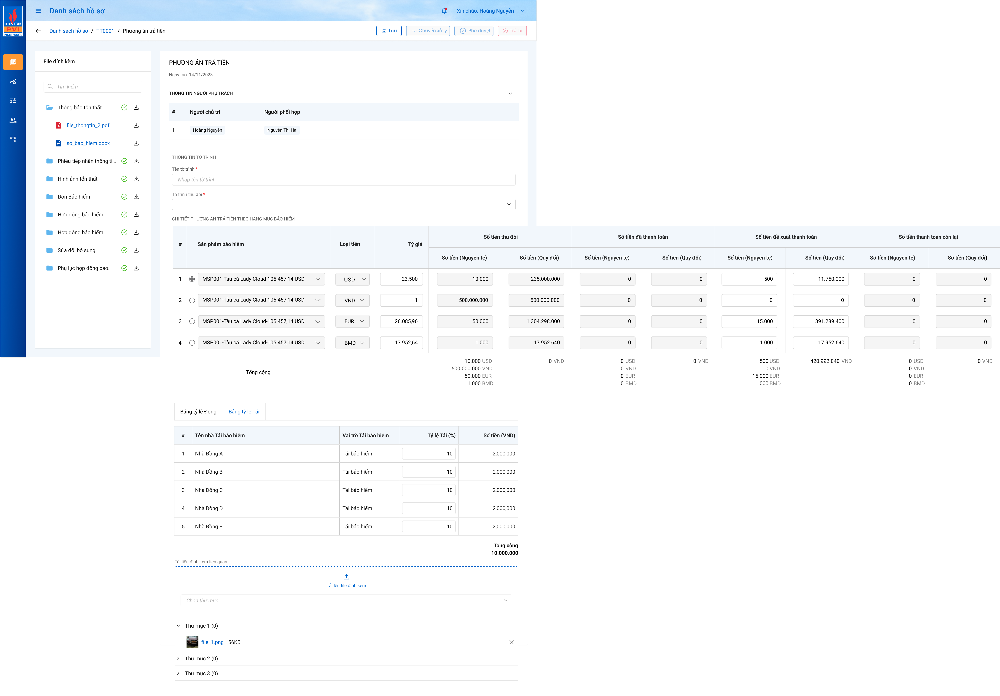 PETROVIETNAM
PVI
INSURANCE
Danh sách hồ sơ
Xin chào, Hoàng Nguyễn
Danh sách hồ sơ / TT0001 / Phương án trả tiền
Lưu
Chuyển xử lý
Phê duyệt
Trả lại
File đính kèm
Tìm kiếm
Thông báo tổn thất
file_thongtin_2.pdf
so_bao_hiem.docx
Phiếu tiếp nhận thông ti...
Hình ảnh tổn thất
Đơn Bảo hiểm
Hợp đồng bảo hiểm
Hợp đồng bảo hiểm
Sửa đổi bổ sung
Phụ lục hợp đồng bảo...
PHƯƠNG ÁN TRẢ TIỀN
Ngày tạo: 14/11/2023
THÔNG TIN NGƯỜI PHỤ TRÁCH
# Người chủ trì Người phối hợp
1 Hoàng Nguyễn Nguyễn Thị Hà
THÔNG TIN TỜ TRÌNH
Tên tờ trình *
Nhập tên tờ trình
Tờ trình thu đòi *
CHI TIẾT PHƯƠNG ÁN TRẢ TIỀN THEO HẠNG MỤC BẢO HIỂM
# Sản phẩm bảo hiểm Loại tiền Tỷ giá Số tiền thu đòi Số tiền đã thanh toán Số tiền đề xuất thanh toán Số tiền thanh toán còn lại
Số tiền (Nguyên tệ) Số tiền (Quy đổi) Số tiền (Nguyên tệ) Số tiền (Quy đổi) Số tiền (Nguyên tệ) Số tiền (Quy đổi) Số tiền (Nguyên tệ) Số tiền (Quy đổi)
1 MSP001-Tàu cá Lady Cloud-105.457,14 USD USD 23.500 10.000 235.000.000 0 0 500 11.750.000 0 0
2 MSP001-Tàu cá Lady Cloud-105.457,14 USD VND 1 500.000.000 500.000.000 0 0 0 0 0 0
3 MSP001-Tàu cá Lady Cloud-105.457,14 USD EUR 26.085,96 50.000 1.304.298.000 0 0 15.000 391.289.400 0 0
4 MSP001-Tàu cá Lady Cloud-105.457,14 USD BMD 17.952,64 1.000 17.952.640 0 0 1.000 17.952.640 0 0
Tổng cộng
10.000 USD 0 VND 0 USD 0 VND 500 USD 420.992.040 VND 0 USD 0 VND
500.000.000 VND 0 VND 0 VND 0 VND
50.000 EUR 0 EUR 15.000 EUR 0 EUR
1.000 BMD 0 BMD 1.000 BMD 0 BMD
Bảng tỷ lệ Đồng Bảng tỷ lệ Tái
# Tên nhà Tái bảo hiểm Vai trò Tái bảo hiểm Tỷ lệ Tái (%) Số tiền (VND)
1 Nhà Đồng A Tái bảo hiểm 10 2,000,000
2 Nhà Đồng B Tái bảo hiểm 10 2,000,000
3 Nhà Đồng C Tái bảo hiểm 10 2,000,000
4 Nhà Đồng D Tái bảo hiểm 10 2,000,000
5 Nhà Đồng E Tái bảo hiểm 10 2,000,000
Tổng cộng
10.000.000
Tài liệu đính kèm liên quan
Tải lên file đính kèm
Chọn thư mục
Thư mục 1 (0)
file_1.png . 56KB
Thư mục 2 (0)
Thư mục 3 (0)